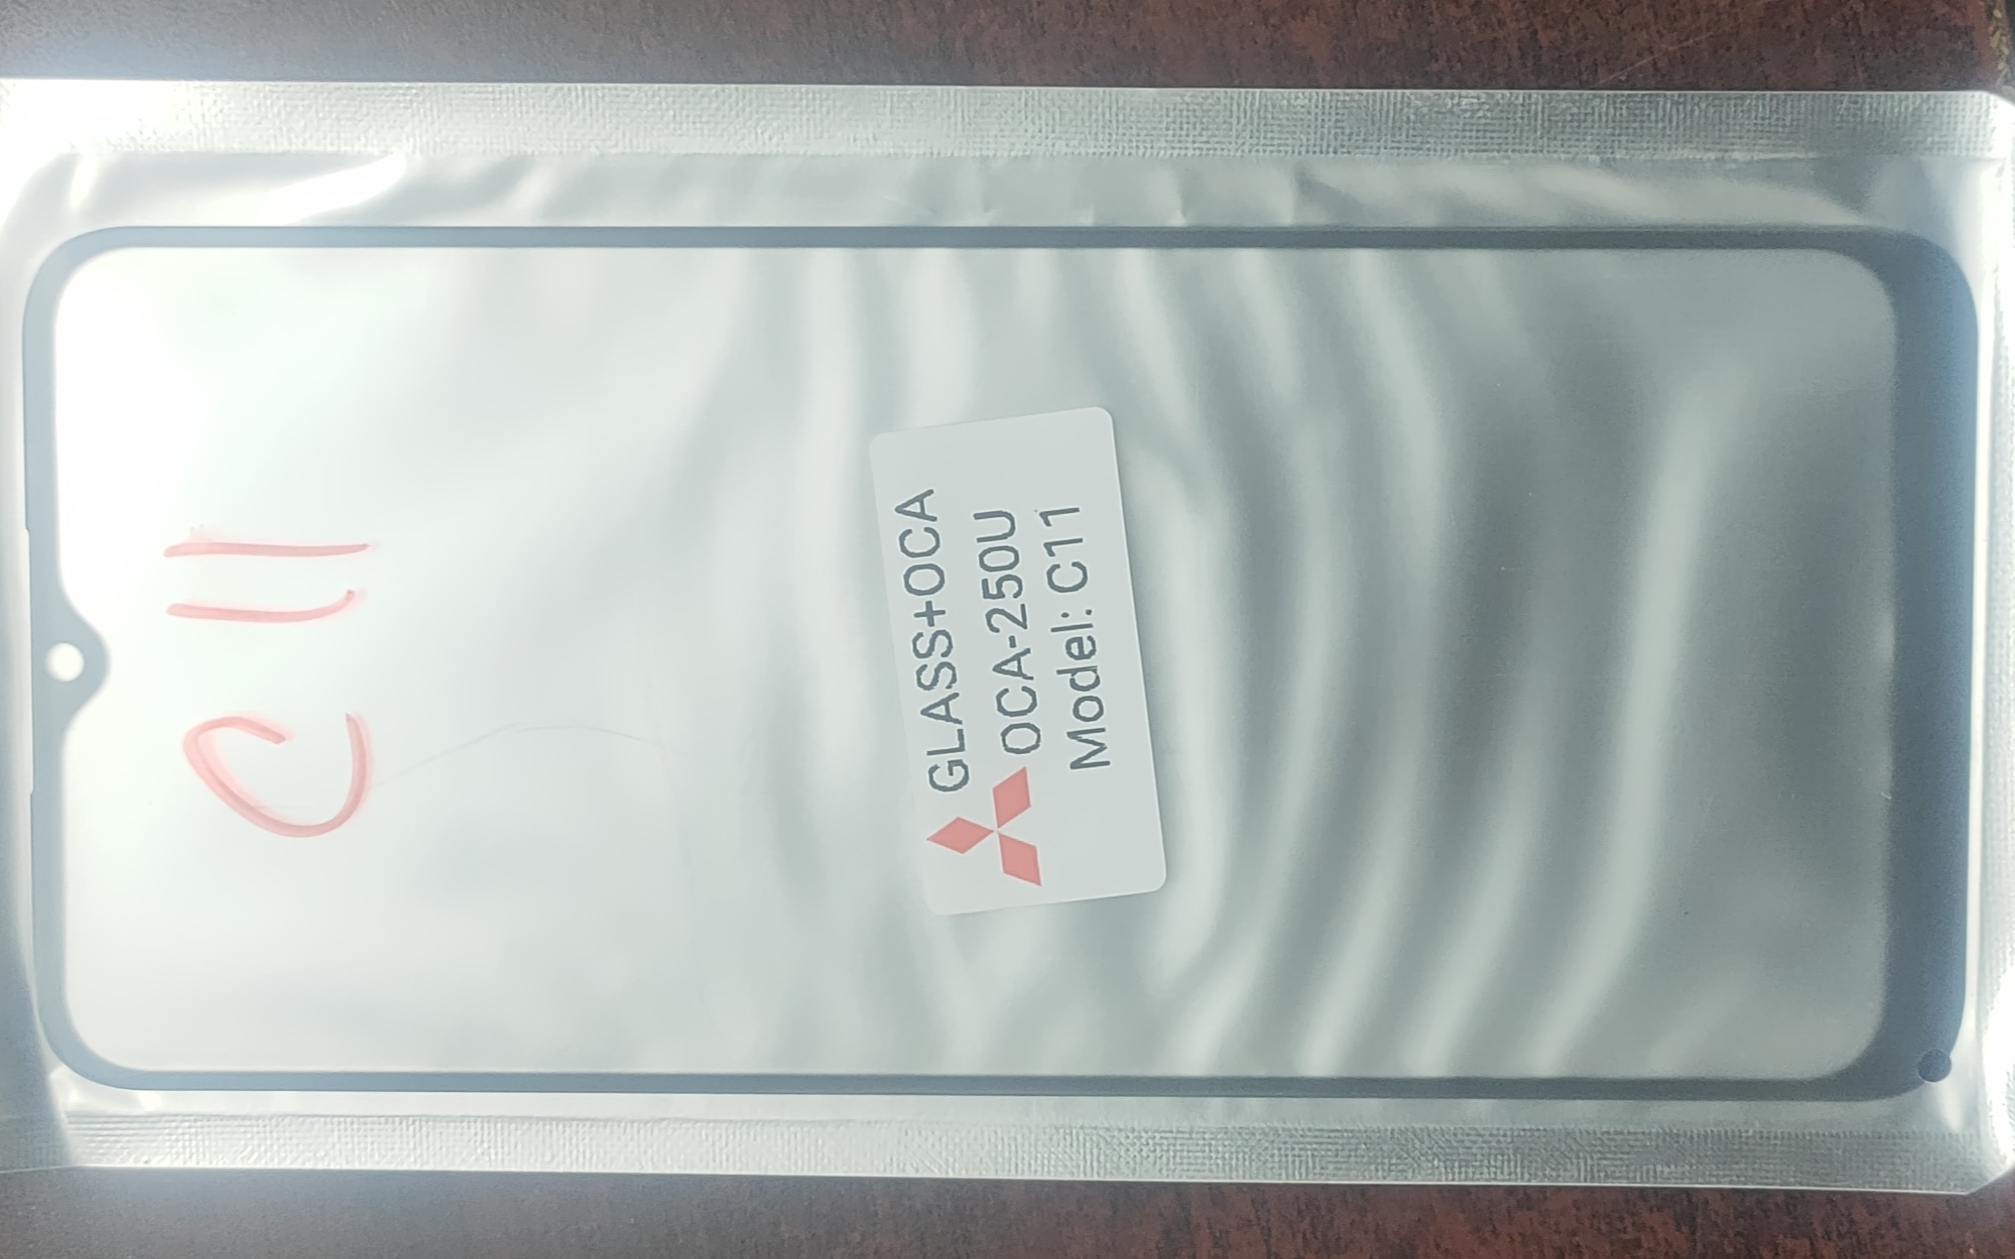 C11
GLASS+OCA
OCA-250U
Model: C11